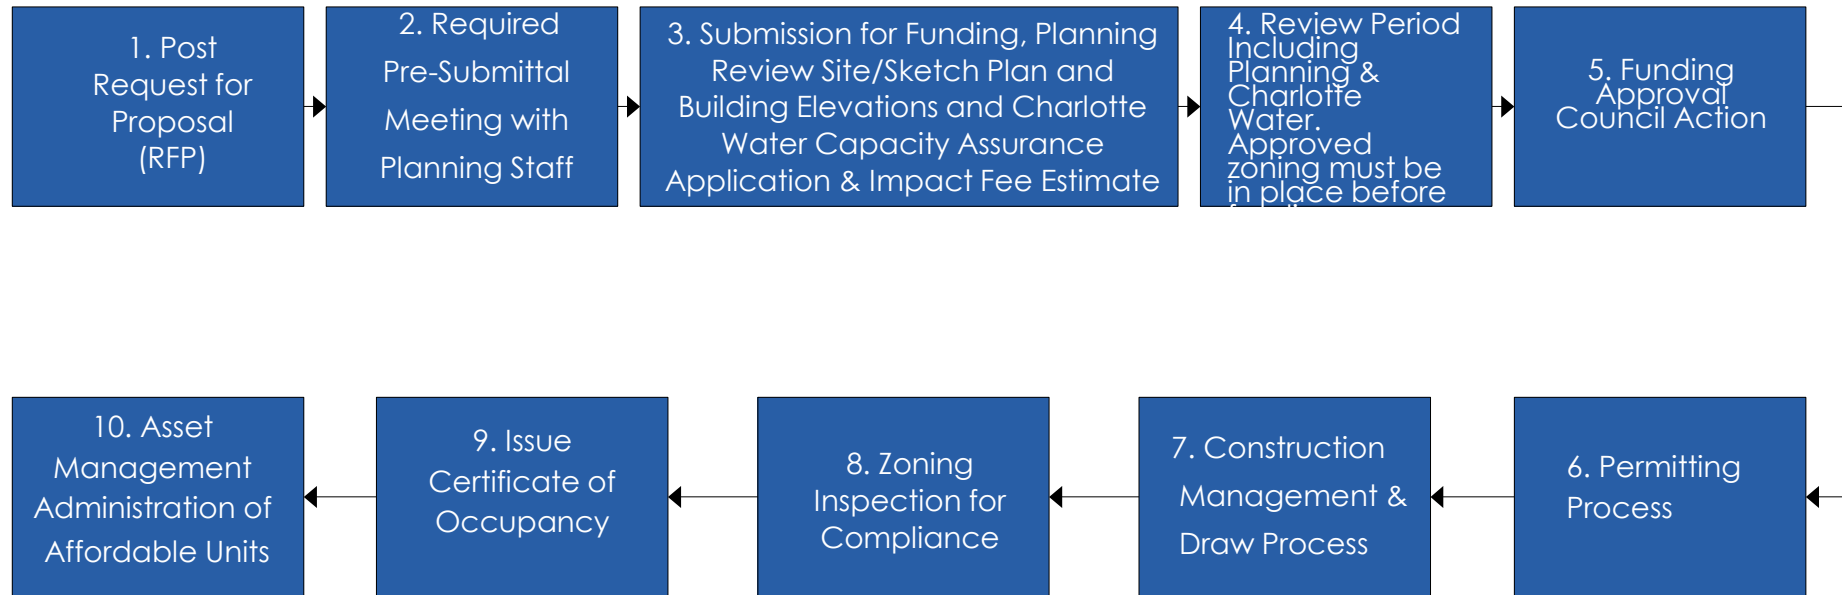 1. Post
Request for
Proposal
(RFP)
2. Required
Pre-Submittal
Meeting with
Planning Staff
3. Submission for Funding, Planning
Review Site/Sketch Plan and
Building Elevations and Charlotte
Water Capacity Assurance
Application & Impact Fee Estimate
4. Review Period
Including
Planning &
Charlotte
Water.
Approved
zoning must be
in place before
5. Funding
Approval
Council Action
6. Permitting
Process
7. Construction
Management &
Draw Process
8. Zoning
Inspection for
Compliance
9. Issue
Certificate of
Occupancy
10. Asset
Management
Administration of
Affordable Units